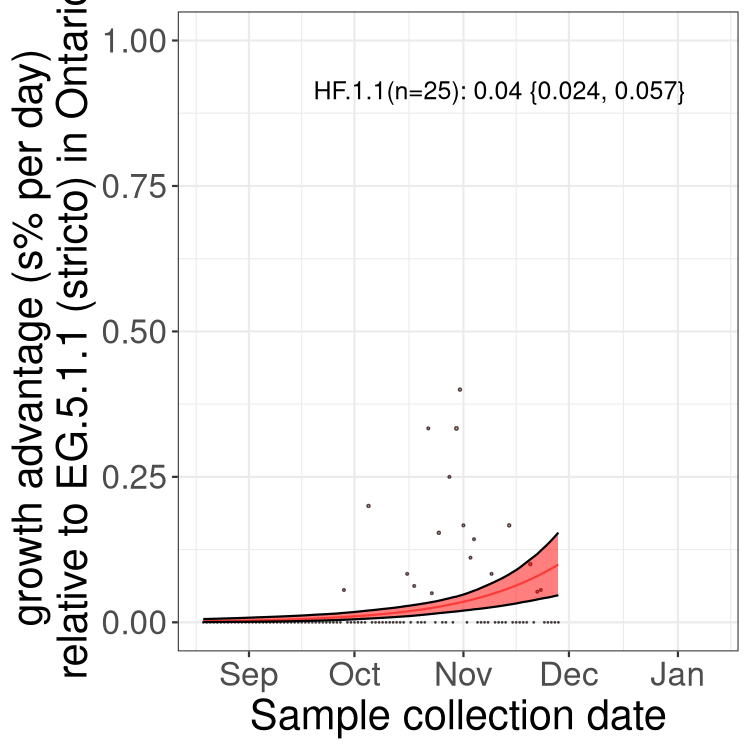 growth advantage (s% per day)
relative to EG.5.1.1 (stricto) in Ontario
1.00
0.75
0.50
0.25
0.00
HF.1.1(n=25): 0.04 {0.024, 0.057}
Sep Oct Nov Dec Jan
Sample collection date